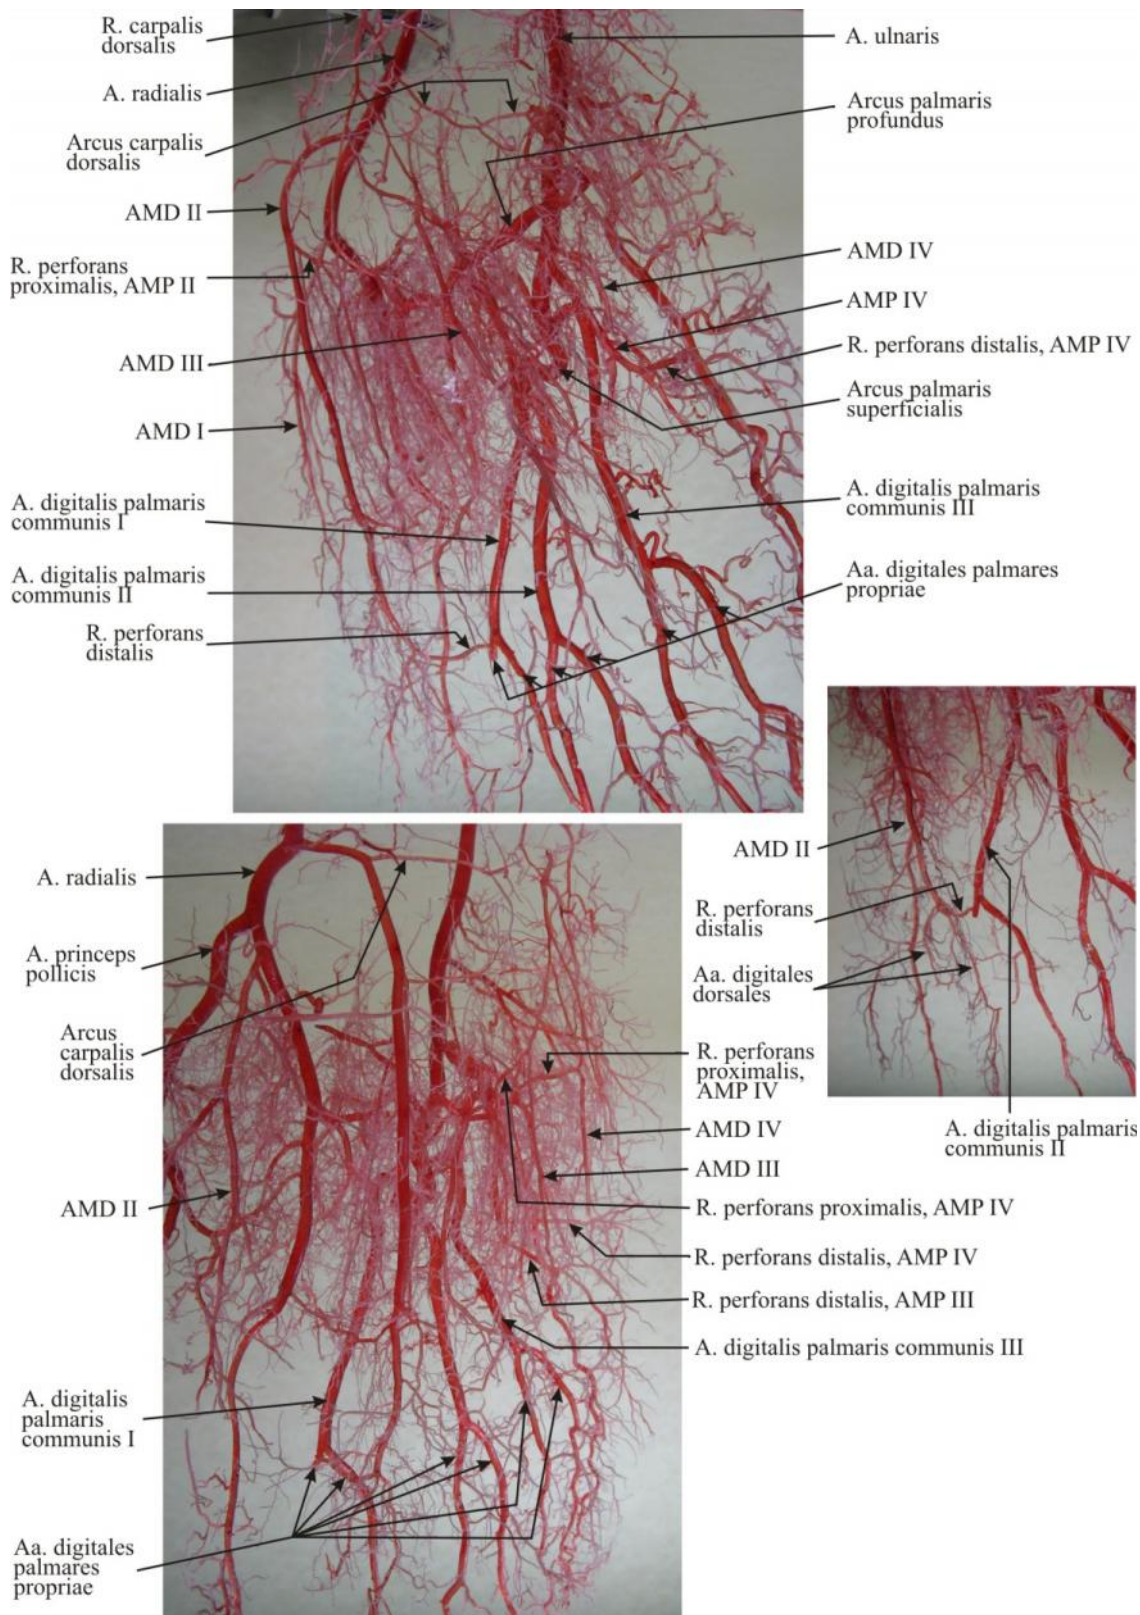 R. carpalis
dorsalis
A. radialis
Arcus carpalis
dorsalis
AMD II
R. perforans
proximalis, AMP II
AMD III
AMD I
A. digitalis palmaris
communis I
A. digitalis palmaris
communis II
R. perforans
distalis
A. ulnaris
Arcus palmaris
profundus
AMD IV
AMP IV
R. perforans distalis, AMP IV
Arcus palmaris
superficialis
A. digitalis palmaris
communis III
Aa. digitales palmares
propriae
AMD II
R. perforans
distalis
Aa. digitales
dorsales
A. digitalis palmaris
communis II
A. radialis
A. princeps
pollicis
Arcus
carpalis
dorsalis
AMD II
A. digitalis
palmaris
communis I
Aa. digitales
palmares
propriae
R. perforans
proximalis,
AMP IV
AMD IV
AMD III
R. perforans proximalis, AMP IV
R. perforans distalis, AMP IV
R. perforans distalis, AMP III
A. digitalis palmaris communis III